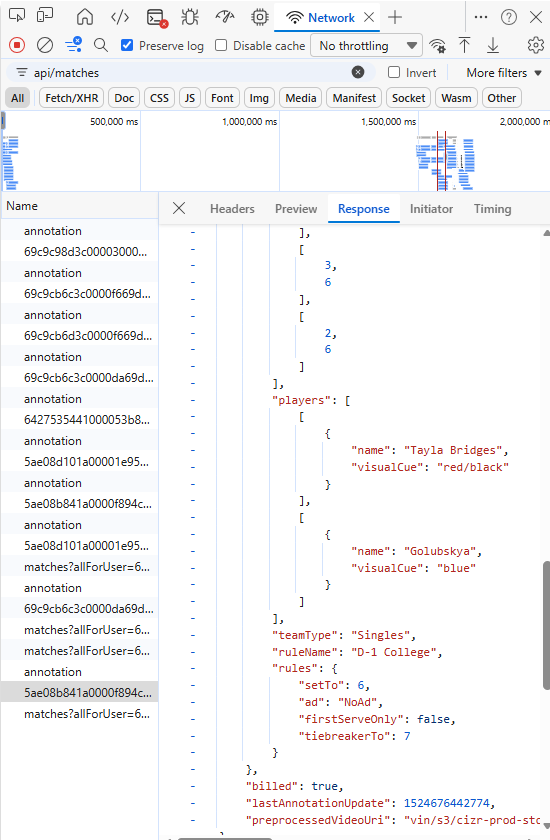 Network
Preserve log
Disable cache
No throttling
api/matches
Invert
More filters
All
Fetch/XHR
Doc
CSS
JS
Font
Img
Media
Manifest
Socket
Wasm
Other
500,000 ms
1,000,000 ms
1,500,000 ms
2,000,000 m
Name
Headers
Preview
Response
Initiator
Timing
annotation
69c9c98d3c00003000...
annotation
69c9cb6c3c0000f669d...
annotation
69c9cb6d3c0000f669d...
annotation
69c9cb6c3c0000da69d...
annotation
6427535441000053b8...
annotation
5ae08d101a00001e95...
annotation
5ae08b841a0000f894c...
annotation
5ae08d101a00001e95...
matches?allForUser=6...
annotation
69c9cb6c3c0000da69d...
matches?allForUser=6...
matches?allForUser=6...
annotation
5ae08b841a0000f894c...
matches?allForUser=6...
- ],
- [
- 3,
- 6
- ],
- [
- 2,
- 6
- ]
- ],
- "players": [
- [
- {
- "name": "Tayla Bridges",
- "visualCue": "red/black"
- }
- ],
- [
- {
- "name": "Golubskya",
- "visualCue": "blue"
- }
- ]
- ],
- "teamType": "Singles",
- "ruleName": "D-1 College",
- "rules": {
- "setTo": 6,
- "ad": "NoAd",
- "firstServeOnly": false,
- "tiebreakerTo": 7
- }
- },
- "billed": true,
- "lastAnnotationUpdate": 1524676442774,
- "preprocessedVideoUri": "vin/s3/cizr-prod-sto